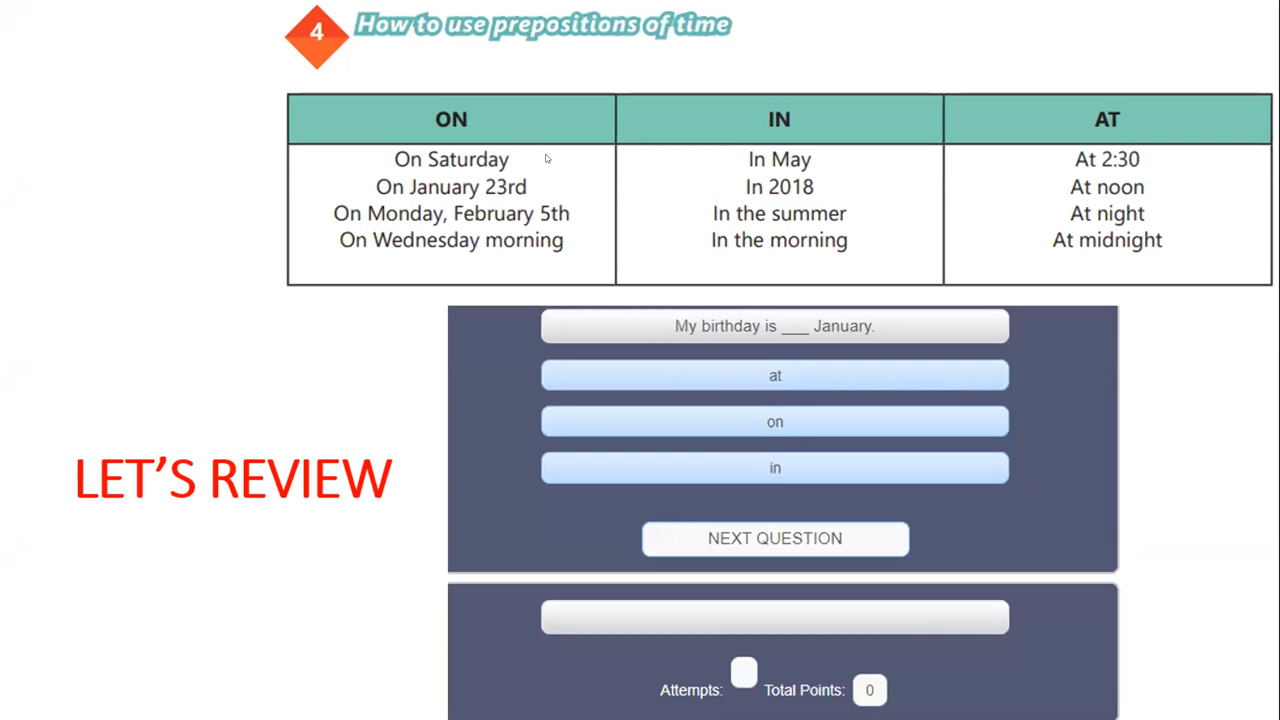 4 How to use prepositions of time
ON IN AT
On Saturday In May At 2:30
On January 23rd In 2018 At noon
On Monday, February 5th In the summer At night
On Wednesday morning In the morning At midnight
My birthday is ___ January.
at
on
in
LET'S REVIEW
NEXT QUESTION
Attempts: Total Points: 0